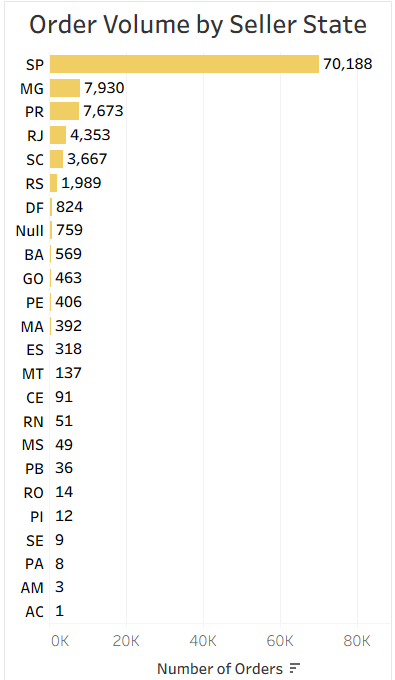 Order Volume by Seller State
SP 70,188
MG 7,930
PR 7,673
RJ 4,353
SC 3,667
RS 1,989
DF 824
Null 759
BA 569
GO 463
PE 406
MA 392
ES 318
MT 137
CE 91
RN 51
MS 49
PB 36
RO 14
PI 12
SE 9
PA 8
AM 3
AC 1
0K 20K 40K 60K 80K
Number of Orders